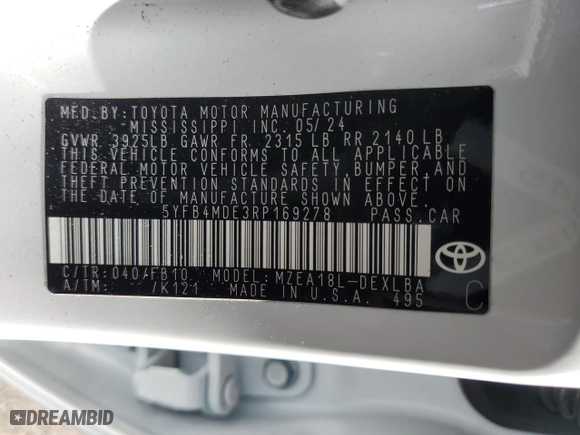 MFD. BY: TOYOTA MOTOR MANUFACTURING
MISSISSIPPI INC. 05/24
GVWR 3925LB GAWR FR. 2315 LB RR 2140 LB
THIS VEHICLE CONFORMS TO ALL APPLICABLE
FEDERAL MOTOR VEHICLE SAFETY, BUMPER, AND
THEFT PREVENTION STANDARDS IN EFFECT ON
THE DATE OF MANUFACTURE SHOWN ABOVE.
5YFB4MDE3RP169278 PASS. CAR
C/TR: 040/FB10 MODEL: MZEA18L-DEXLBA
A/TM: /K121 MADE IN U.S.A. 495
C
DREAMBID